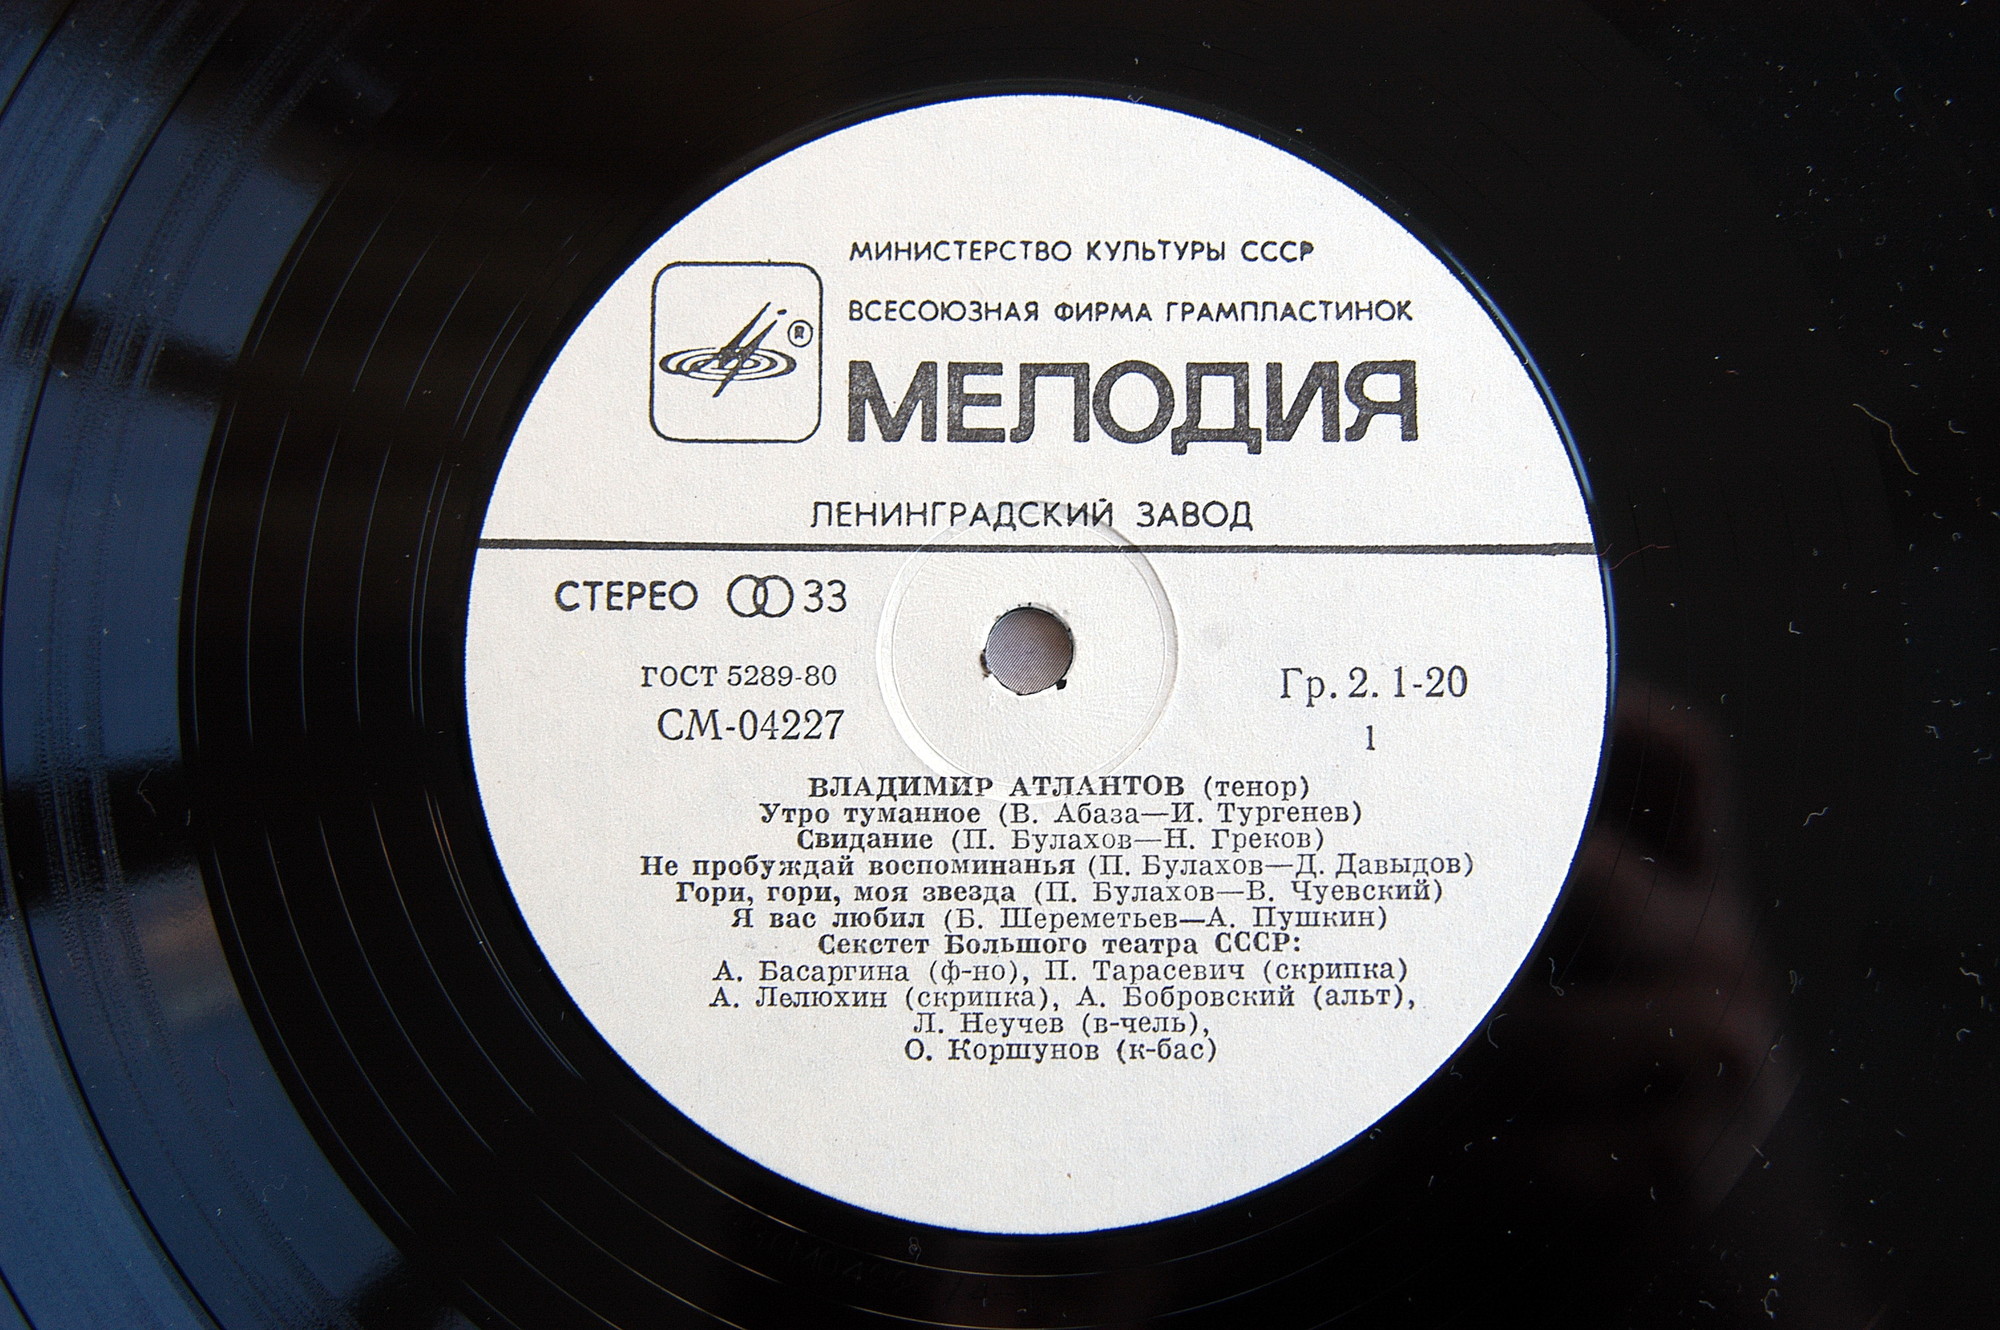 МИНИСТЕРСТВО КУЛЬТУРЫ СССР
ВСЕСОЮЗНАЯ ФИРМА ГРАМПЛАСТИНОК
®
МЕЛОДИЯ
ЛЕНИНГРАДСКИЙ ЗАВОД
СТЕРЕО 33
ГОСТ 5289-80
СМ-04227
Гр. 2. 1-20
1
ВЛАДИМИР АТЛАНТОВ (тенор)
Утро туманное (В. Абаза—И. Тургенев)
Свидание (П. Булахов—Н. Греков)
Не пробуждай воспоминанья (П. Булахов—Д. Давыдов)
Гори, гори, моя звезда (П. Булахов—В. Чуевский)
Я вас любил (Б. Шереметьев—А. Пушкин)
Секстет Большого театра СССР:
А. Басаргина (ф-но), П. Тарасевич (скрипка)
А. Лелюхин (скрипка), А. Бобровский (альт),
Л. Неучев (в-чель),
О. Коршунов (к-бас)